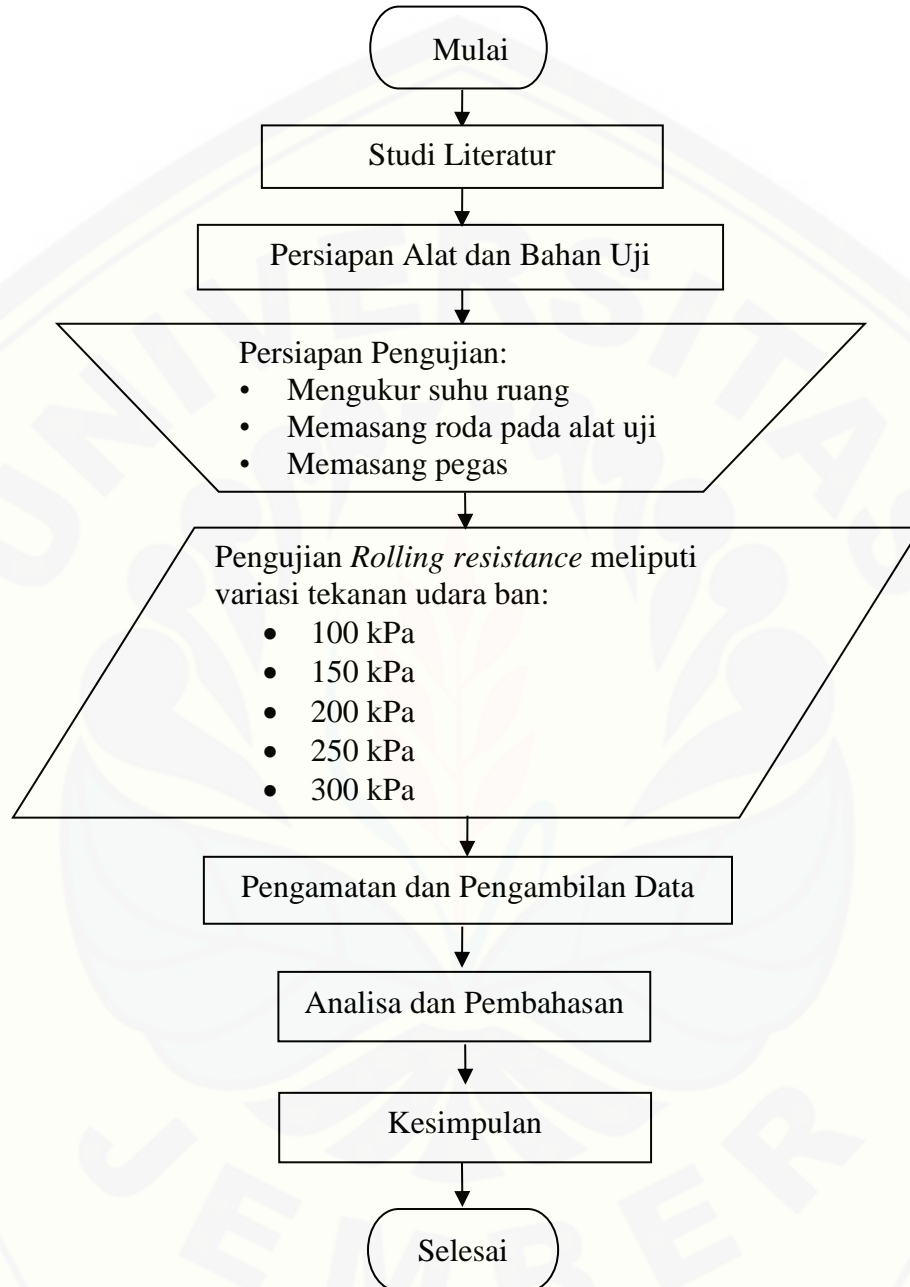 Mulai
Studi Literatur
Persiapan Alat dan Bahan Uji
Persiapan Pengujian:
• Mengukur suhu ruang
• Memasang roda pada alat uji
• Memasang pegas
Pengujian Rolling resistance meliputi
variasi tekanan udara ban:
• 100 kPa
• 150 kPa
• 200 kPa
• 250 kPa
• 300 kPa
Pengamatan dan Pengambilan Data
Analisa dan Pembahasan
Kesimpulan
Selesai
UNIVERSITAS
JEMBER